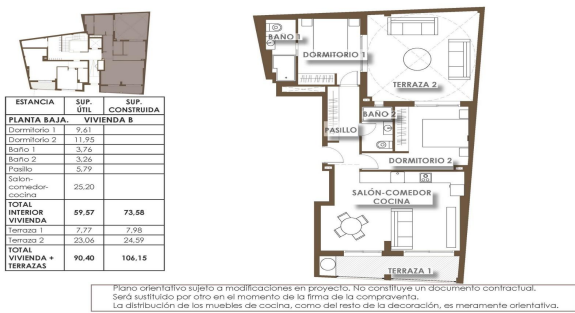 ESTANCIA SUP. ÚTIL SUP. CONSTRUIDA
PLANTA BAJA. VIVIENDA B
Dormitorio 1 9,61
Dormitorio 2 11,95
Baño 1 3,76
Baño 2 3,26
Pasillo 5,79
Salon-
comedor-
cocina 25,20
TOTAL
INTERIOR
VIVIENDA 59,57 73,58
Terraza 1 7,77 7,98
Terraza 2 23,06 24,59
TOTAL
VIVIENDA +
TERRAZAS 90,40 106,15
BAÑO 1
DORMITORIO 1
TERRAZA 2
BAÑO 2
PASILLO
DORMITORIO 2
SALÓN-COMEDOR
COCINA
TERRAZA 1
Plano orientativo sujeto a modificaciones en proyecto. No constituye un documento contractual.
Será sustituido por otro en el momento de la firma de la compraventa.
La distribución de los muebles de cocina, como del resto de la decoración, es meramente orientativa.